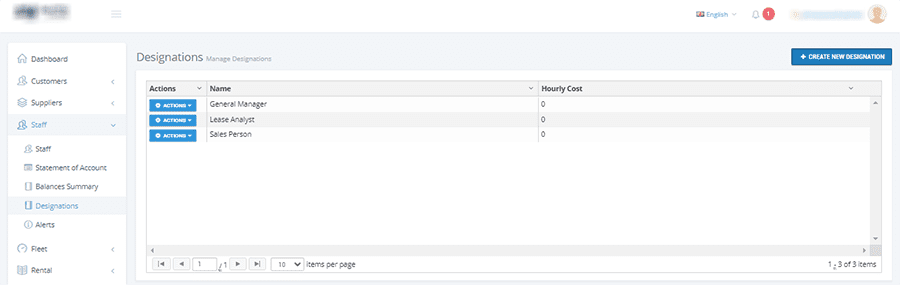 English
1
Dashboard
Customers
Suppliers
Staff
Staff
Statement of Account
Balances Summary
Designations
Alerts
Fleet
Rental
Designations Manage Designations
+ CREATE NEW DESIGNATION
Actions Name Hourly Cost
ACTIONS General Manager 0
ACTIONS Lease Analyst 0
ACTIONS Sales Person 0
1 / 1 10 items per page 1 - 3 of 3 items